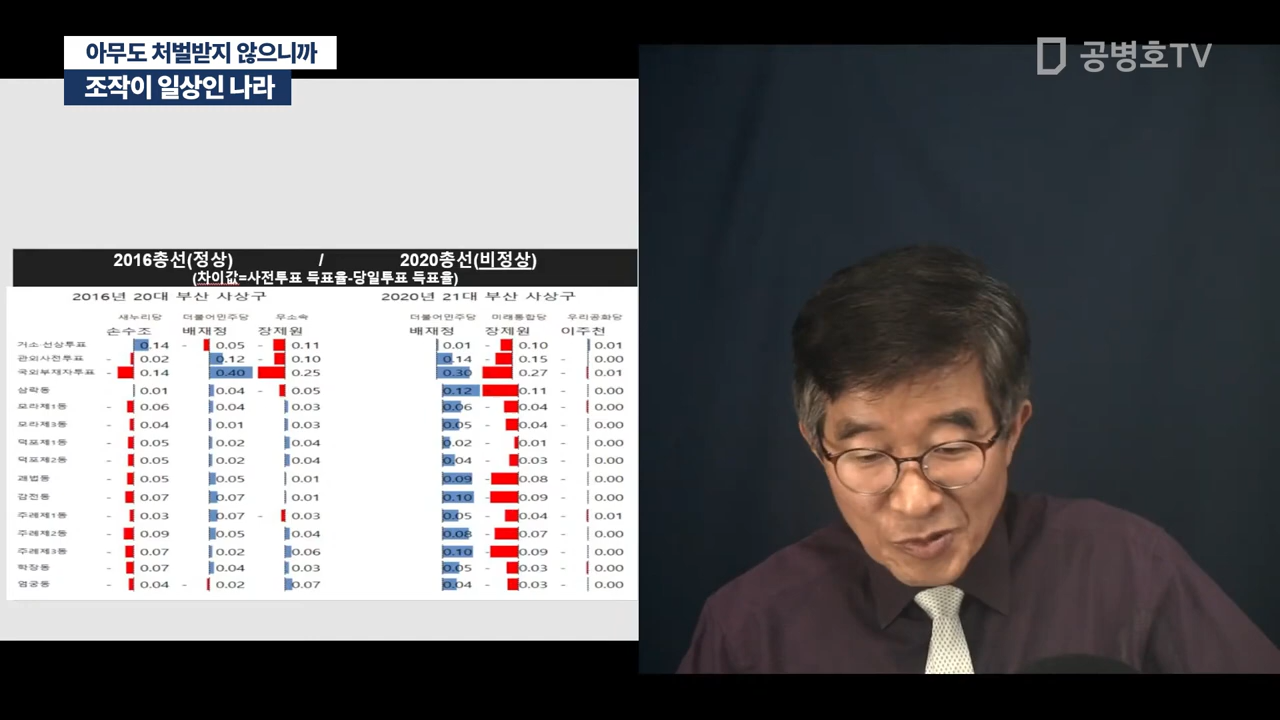 아무도 처벌받지 않으니까
조작이 일상인 나라
공병호TV
2016총선(정상) / 2020총선(비정상)
(차이값=사전투표 득표율-당일투표 득표율)
2016년 20대 부산 사상구 2020년 21대 부산 사상구
새누리당 더불어민주당 무소속 더불어민주당 미래통합당 우리공화당
손수조 배재정 장제원 배재정 장제원 이주천
거소·선상투표 0.14 - 0.05 - 0.11 0.01 - 0.10 0.01
관외사전투표 - 0.02 0.12 - 0.10 0.14 - 0.15 - 0.00
국외부재자투표 - 0.14 0.40 - 0.25 0.30 - 0.27 - 0.01
삼락동 0.01 0.04 - 0.05 0.12 - 0.11 - 0.00
모라제1동 - 0.06 0.04 0.03 0.06 - 0.04 - 0.00
모라제3동 - 0.04 0.01 0.03 0.05 - 0.04 - 0.00
덕포제1동 - 0.05 0.02 0.04 0.02 - 0.01 - 0.00
덕포제2동 - 0.05 0.02 0.04 0.04 - 0.03 - 0.00
괘법동 - 0.05 0.05 0.01 0.09 - 0.08 - 0.00
감전동 - 0.07 0.07 0.01 0.10 - 0.09 - 0.00
주례제1동 - 0.03 0.07 - 0.03 0.05 - 0.04 - 0.01
주례제2동 - 0.09 0.05 0.04 0.08 - 0.07 - 0.00
주례제3동 - 0.07 0.02 0.06 0.10 - 0.09 - 0.00
학장동 - 0.07 0.04 0.03 0.05 - 0.03 - 0.00
엄궁동 - 0.04 - 0.02 0.07 0.04 - 0.03 - 0.00